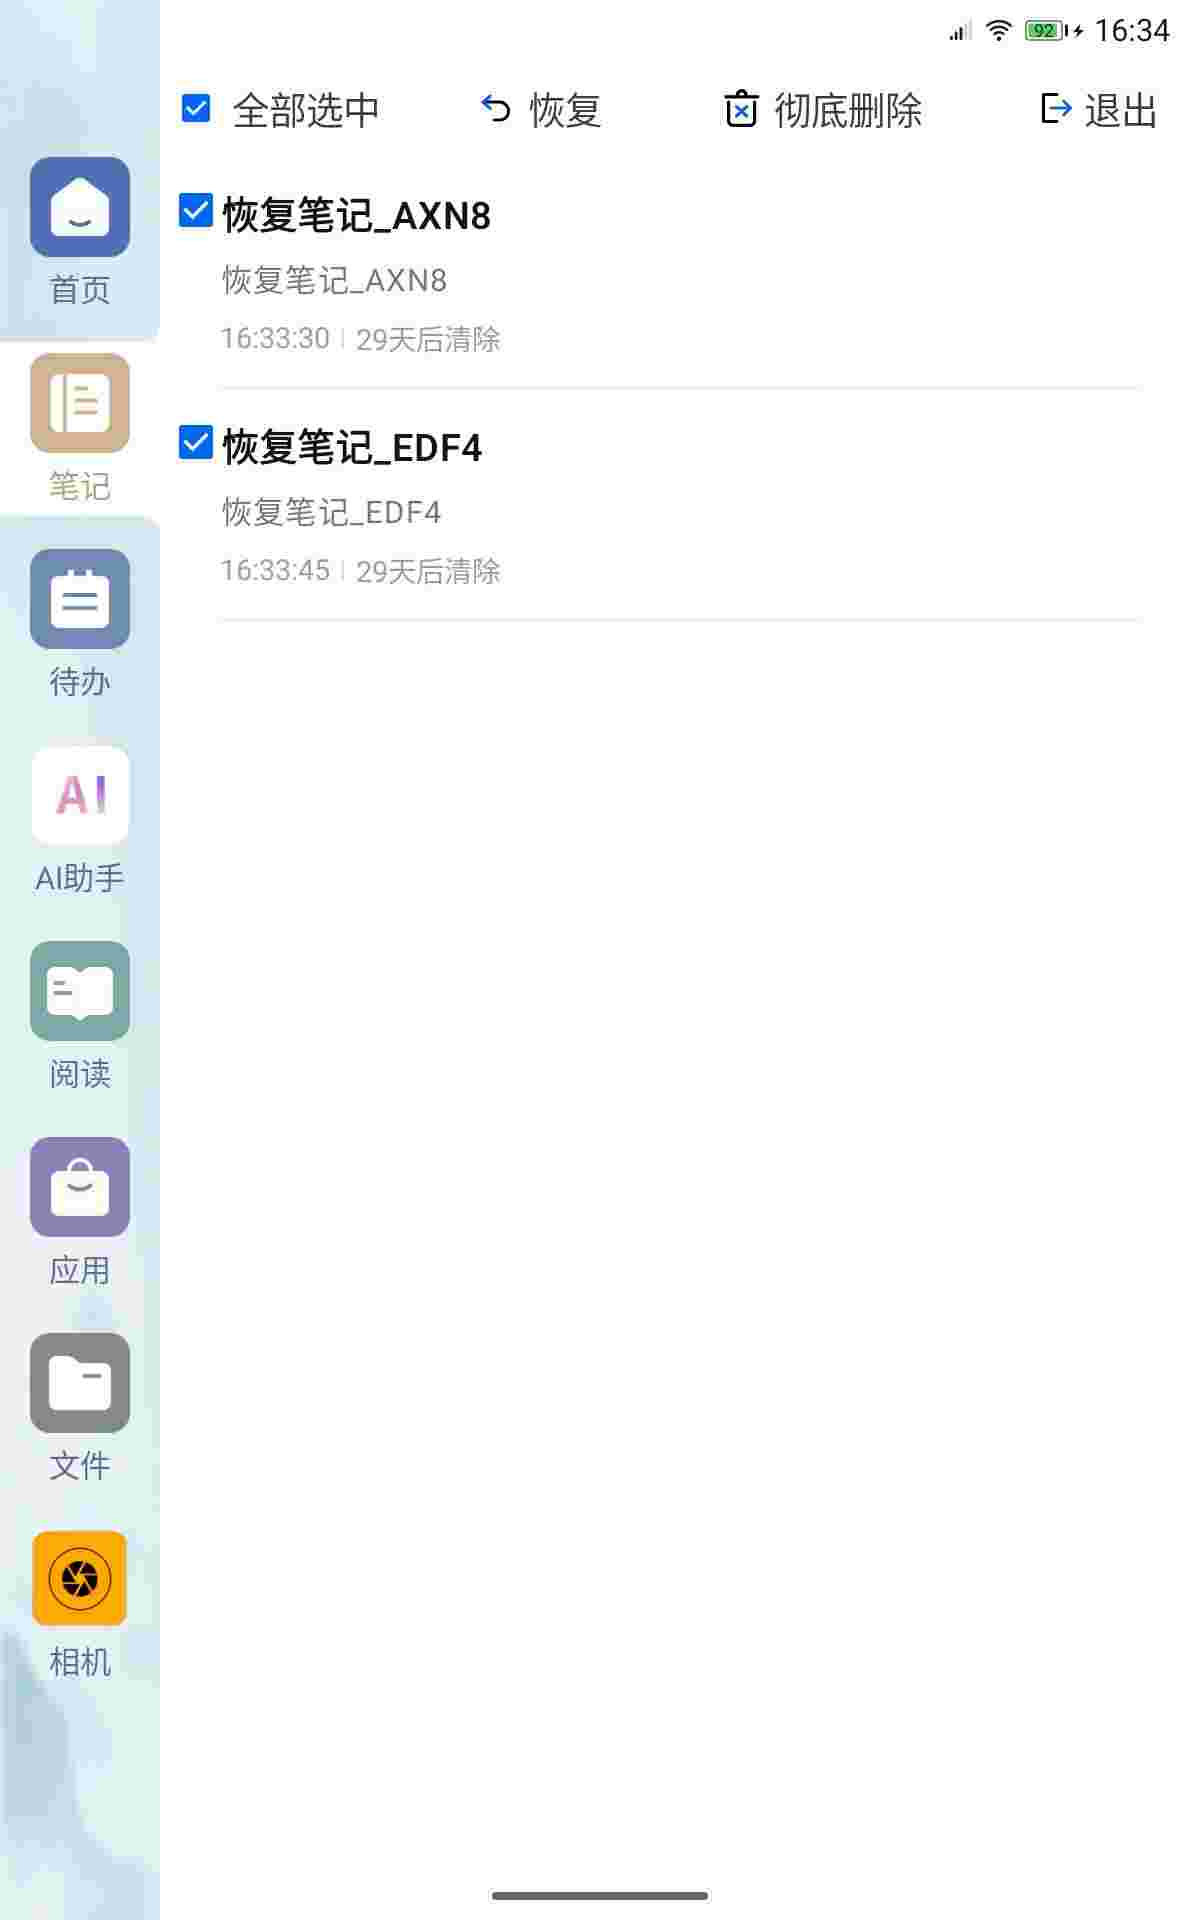 92 16:34
全部选中 恢复 彻底删除 退出
恢复笔记_AXN8
恢复笔记_AXN8
16:33:30 | 29天后清除
恢复笔记_EDF4
恢复笔记_EDF4
16:33:45 | 29天后清除
首页
笔记
待办
AI
AI助手
阅读
应用
文件
相机